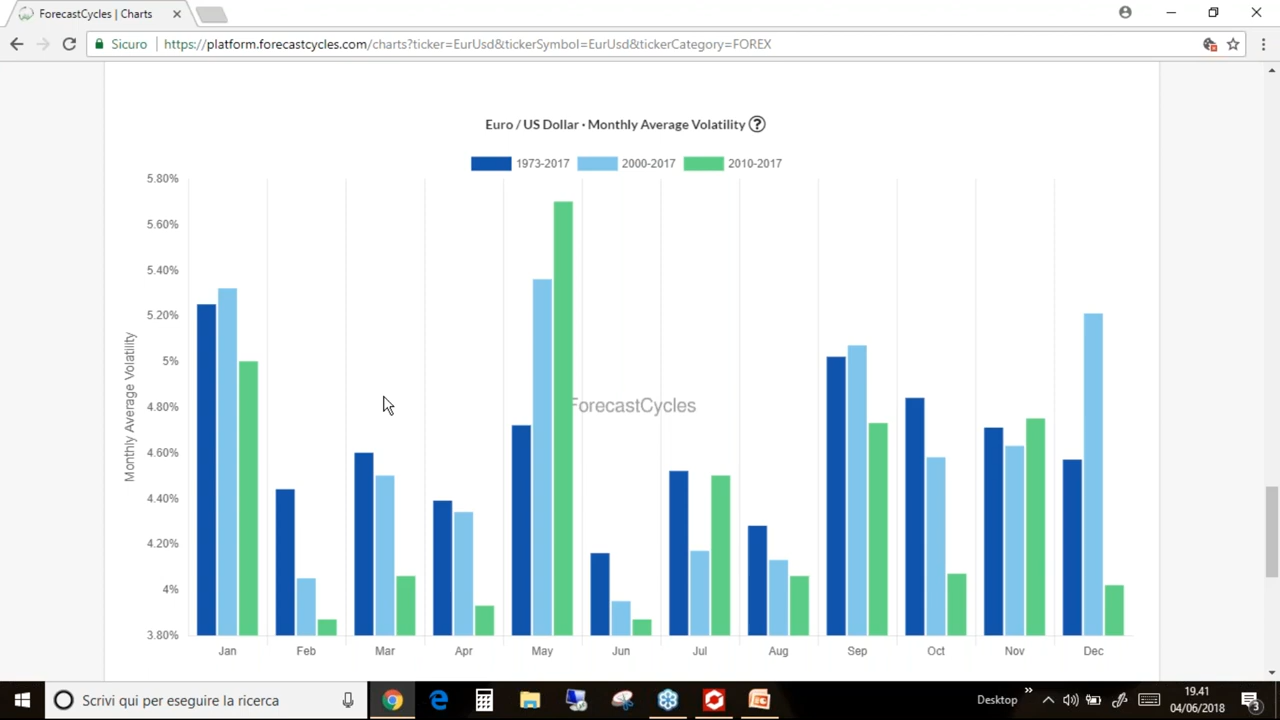 ForecastCycles | Charts
Sicuro
https://platform.forecastcycles.com/charts?ticker=EurUsd&tickerSymbol=EurUsd&tickerCategory=FOREX
Euro / US Dollar · Monthly Average Volatility ?
1973-2017 2000-2017 2010-2017
5.80%
5.60%
5.40%
5.20%
5%
4.80%
4.60%
4.40%
4.20%
4%
3.80%
Monthly Average Volatility
ForecastCycles
Jan Feb Mar Apr May Jun Jul Aug Sep Oct Nov Dec
Scrivi qui per eseguire la ricerca
Desktop
19.41
04/06/2018
3